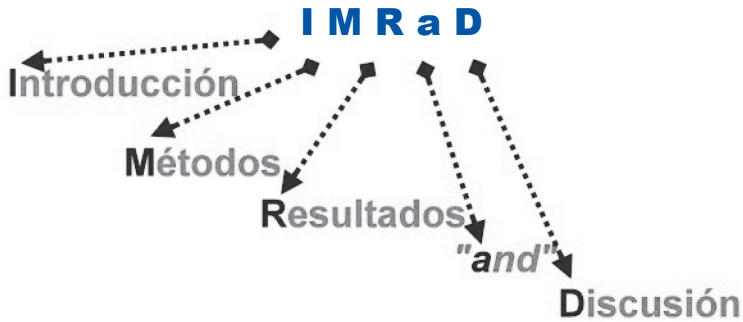 I M R a D
Introducción
Métodos
Resultados
"and"
Discusión